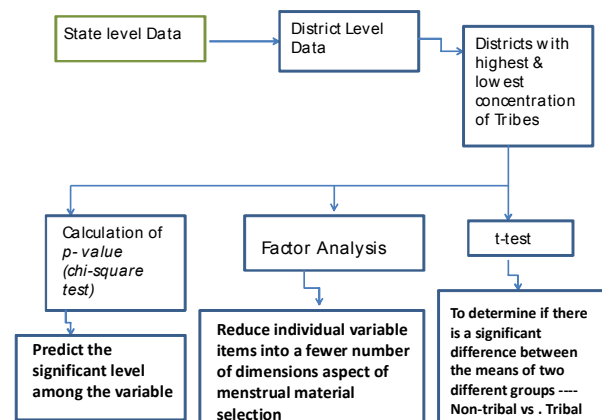 State level Data
District Level
Data
Districts with
highest &
lowest
concentration
of Tribes
Calculation of
p- value
(chi-square
test)
Factor Analysis
t-test
Predict the
significant level
among the variable
Reduce individual variable
items into a fewer number
of dimensions aspect of
menstrual material
selection
To determine if there
is a significant
difference between
the means of two
different groups ----
Non-tribal vs . Tribal